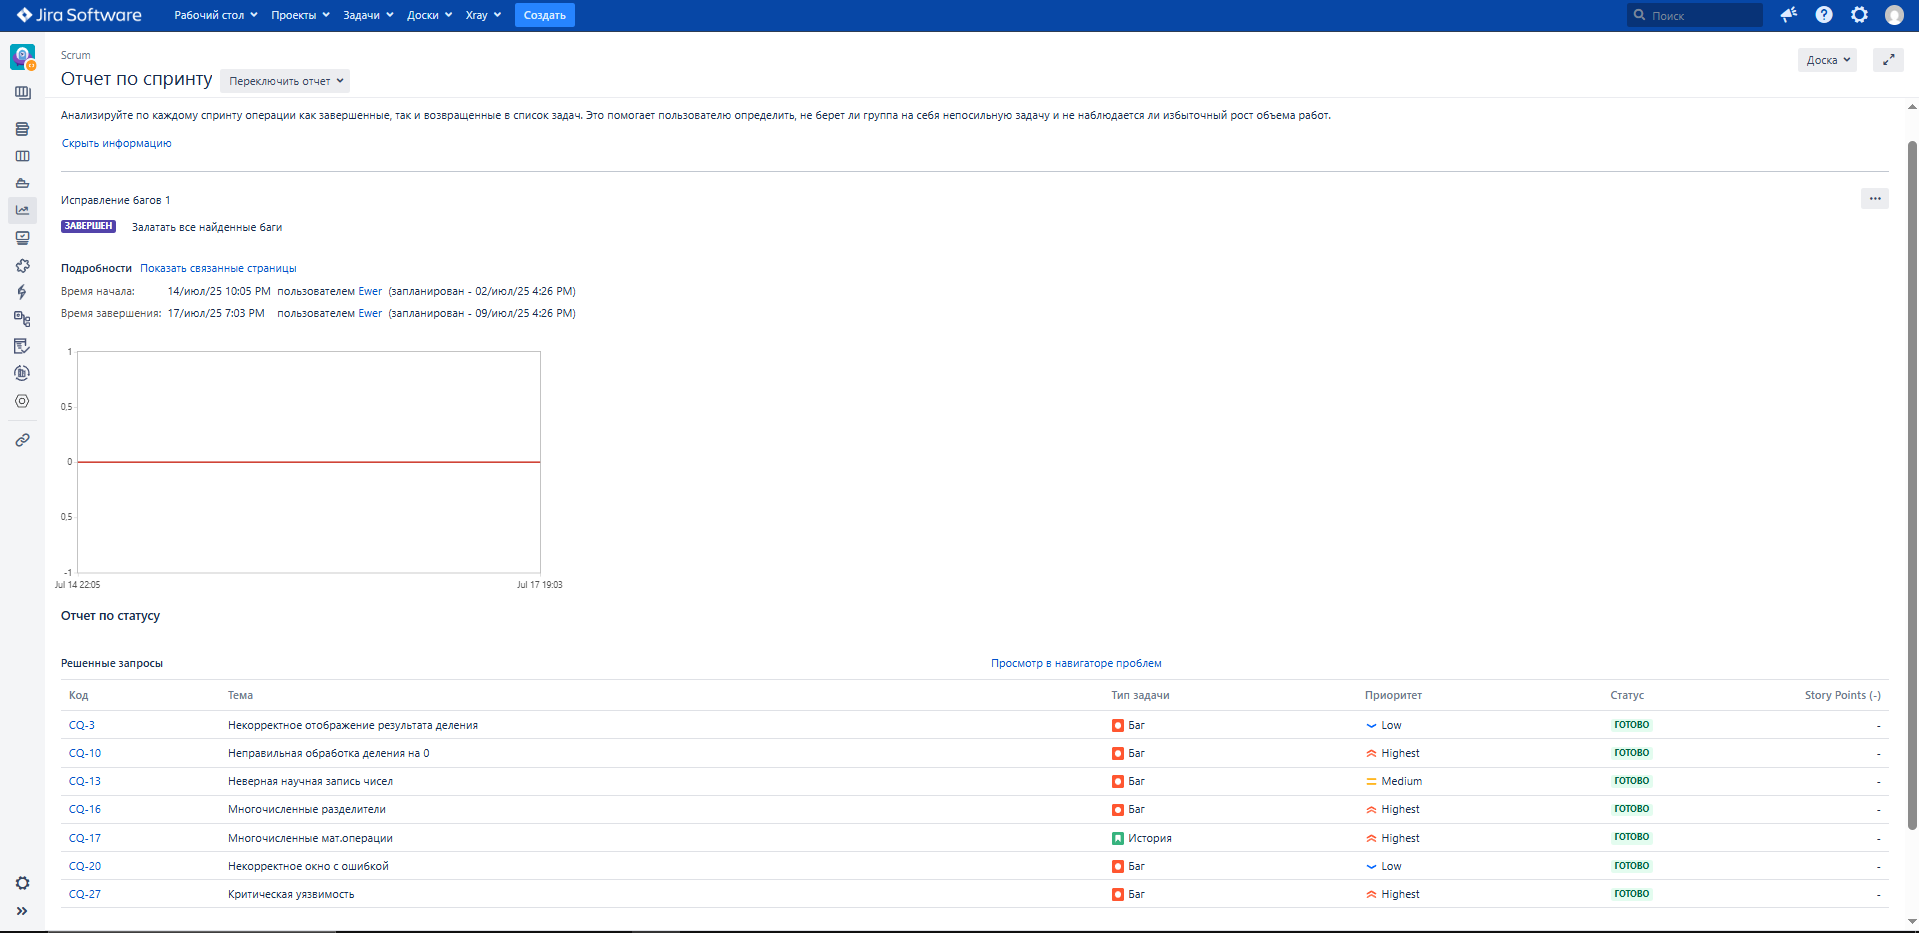 Jira Software Рабочий стол Проекты Задачи Доски Xray Создать Поиск
Scrum
Отчет по спринту Переключить отчет Доска
Анализируйте по каждому спринту операции как завершенные, так и возвращенные в список задач. Это помогает пользователю определить, не берет ли группа на себя непосильную задачу и не наблюдается ли избыточный рост объема работ.
Скрыть информацию
Исправление багов 1
ЗАВЕРШЕН Залатать все найденные баги
Подробности Показать связанные страницы
Время начала: 14/июл/25 10:05 PM пользователем Ewer (запланирован - 02/июл/25 4:26 PM)
Время завершения: 17/июл/25 7:03 PM пользователем Ewer (запланирован - 09/июл/25 4:26 PM)
1
0,5
0
0,5
-1
Jul 14 22:05 Jul 17 19:03
Отчет по статусу
Решенные запросы Просмотр в навигаторе проблем
Код Тема Тип задачи Приоритет Статус Story Points (-)
CQ-3 Некорректное отображение результата деления Баг Low ГОТОВО -
CQ-10 Неправильная обработка деления на 0 Баг Highest ГОТОВО -
CQ-13 Неверная научная запись чисел Баг Medium ГОТОВО -
CQ-16 Многочисленные разделители Баг Highest ГОТОВО -
CQ-17 Многочисленные мат.операции История Highest ГОТОВО -
CQ-20 Некорректное окно с ошибкой Баг Low ГОТОВО -
CQ-27 Критическая уязвимость Баг Highest ГОТОВО -